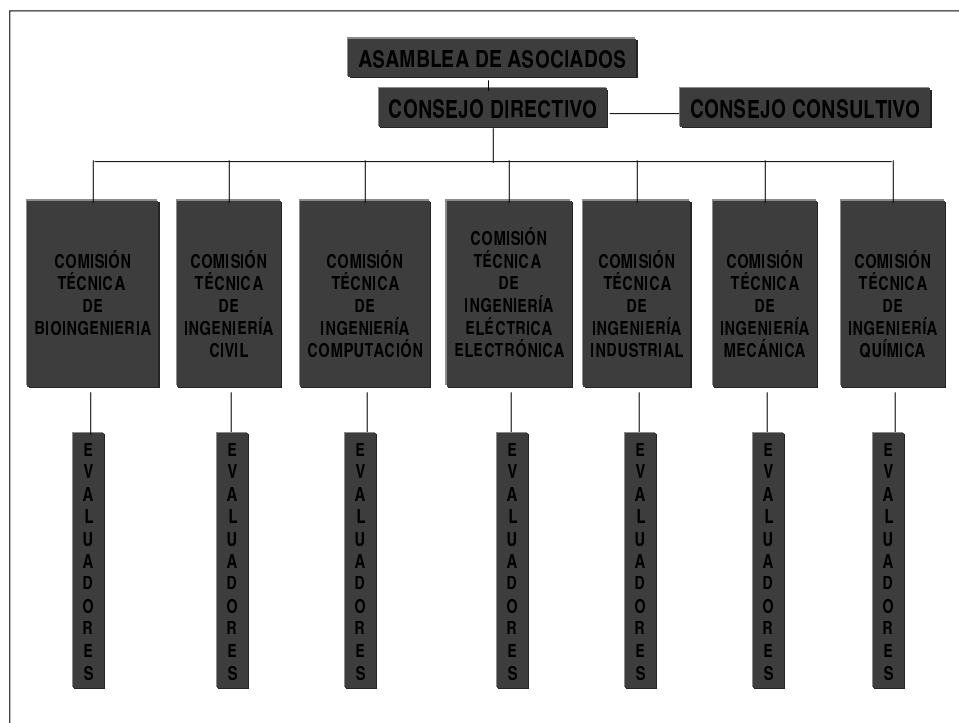 ASAMBLEA DE ASOCIADOS
CONSEJO DIRECTIVO
CONSEJO CONSULTIVO
COMISIÓN
TÉCNICA
DE
BIOINGENIERIA
COMISIÓN
TÉCNICA
DE
INGENIERÍA
CIVIL
COMISIÓN
TÉCNICA
DE
INGENIERÍA
COMPUTACIÓN
COMISIÓN
TÉCNICA
DE
INGENIERÍA
ELÉCTRICA
ELECTRÓNICA
COMISIÓN
TÉCNICA
DE
INGENIERÍA
INDUSTRIAL
COMISIÓN
TÉCNICA
DE
INGENIERÍA
MECÁNICA
COMISIÓN
TÉCNICA
DE
INGENIERÍA
QUÍMICA
EVALUADORES
EVALUADORES
EVALUADORES
EVALUADORES
EVALUADORES
EVALUADORES
EVALUADORES